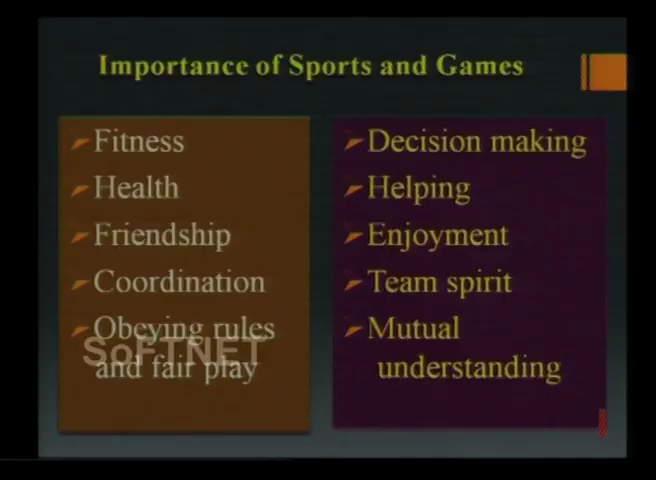 Importance of Sports and Games
Fitness
Health
Friendship
Coordination
Obeying rules
and fair play
SOFTNET
Decision making
Helping
Enjoyment
Team spirit
Mutual
understanding